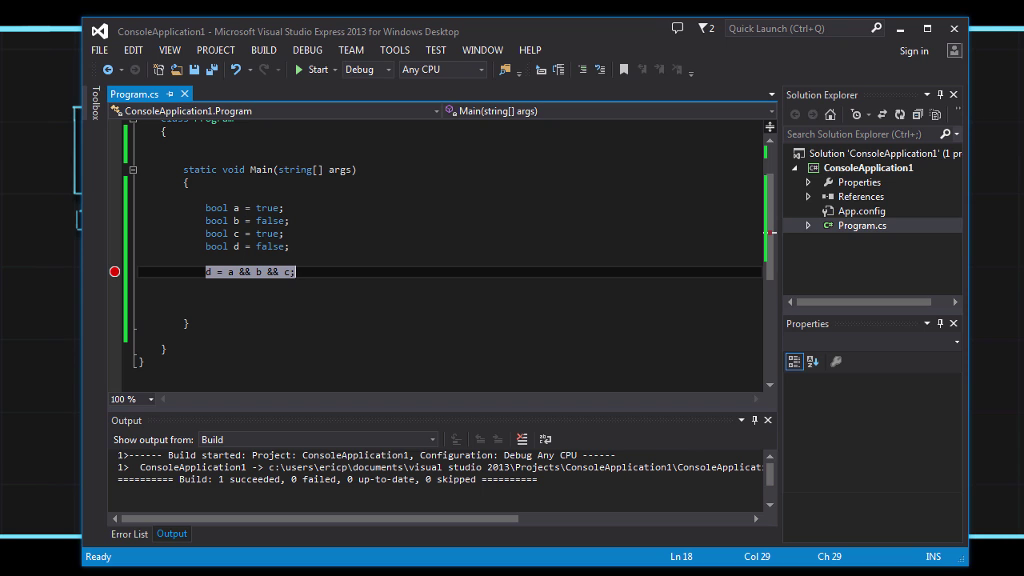 ConsoleApplication1 - Microsoft Visual Studio Express 2013 for Windows Desktop
2
Quick Launch (Ctrl+Q)
FILE EDIT VIEW PROJECT BUILD DEBUG TEAM TOOLS TEST WINDOW HELP
Sign in
Start Debug Any CPU
Toolbox
Program.cs
ConsoleApplication1.Program
Main(string[] args)
class Program
{
static void Main(string[] args)
{
bool a = true;
bool b = false;
bool c = true;
bool d = false;
d = a && b && c;
}
}
}
100 %
Output
Show output from: Build
1>------ Build started: Project: ConsoleApplication1, Configuration: Debug Any CPU ------
1> ConsoleApplication1 -> c:\users\ericp\documents\visual studio 2013\Projects\ConsoleApplication1\ConsoleApplicat
========== Build: 1 succeeded, 0 failed, 0 up-to-date, 0 skipped ==========
Error List Output
Solution Explorer
Search Solution Explorer (Ctrl+;)
Solution 'ConsoleApplication1' (1 pr
ConsoleApplication1
Properties
References
App.config
C# Program.cs
Properties
Ready
Ln 18 Col 29 Ch 29 INS